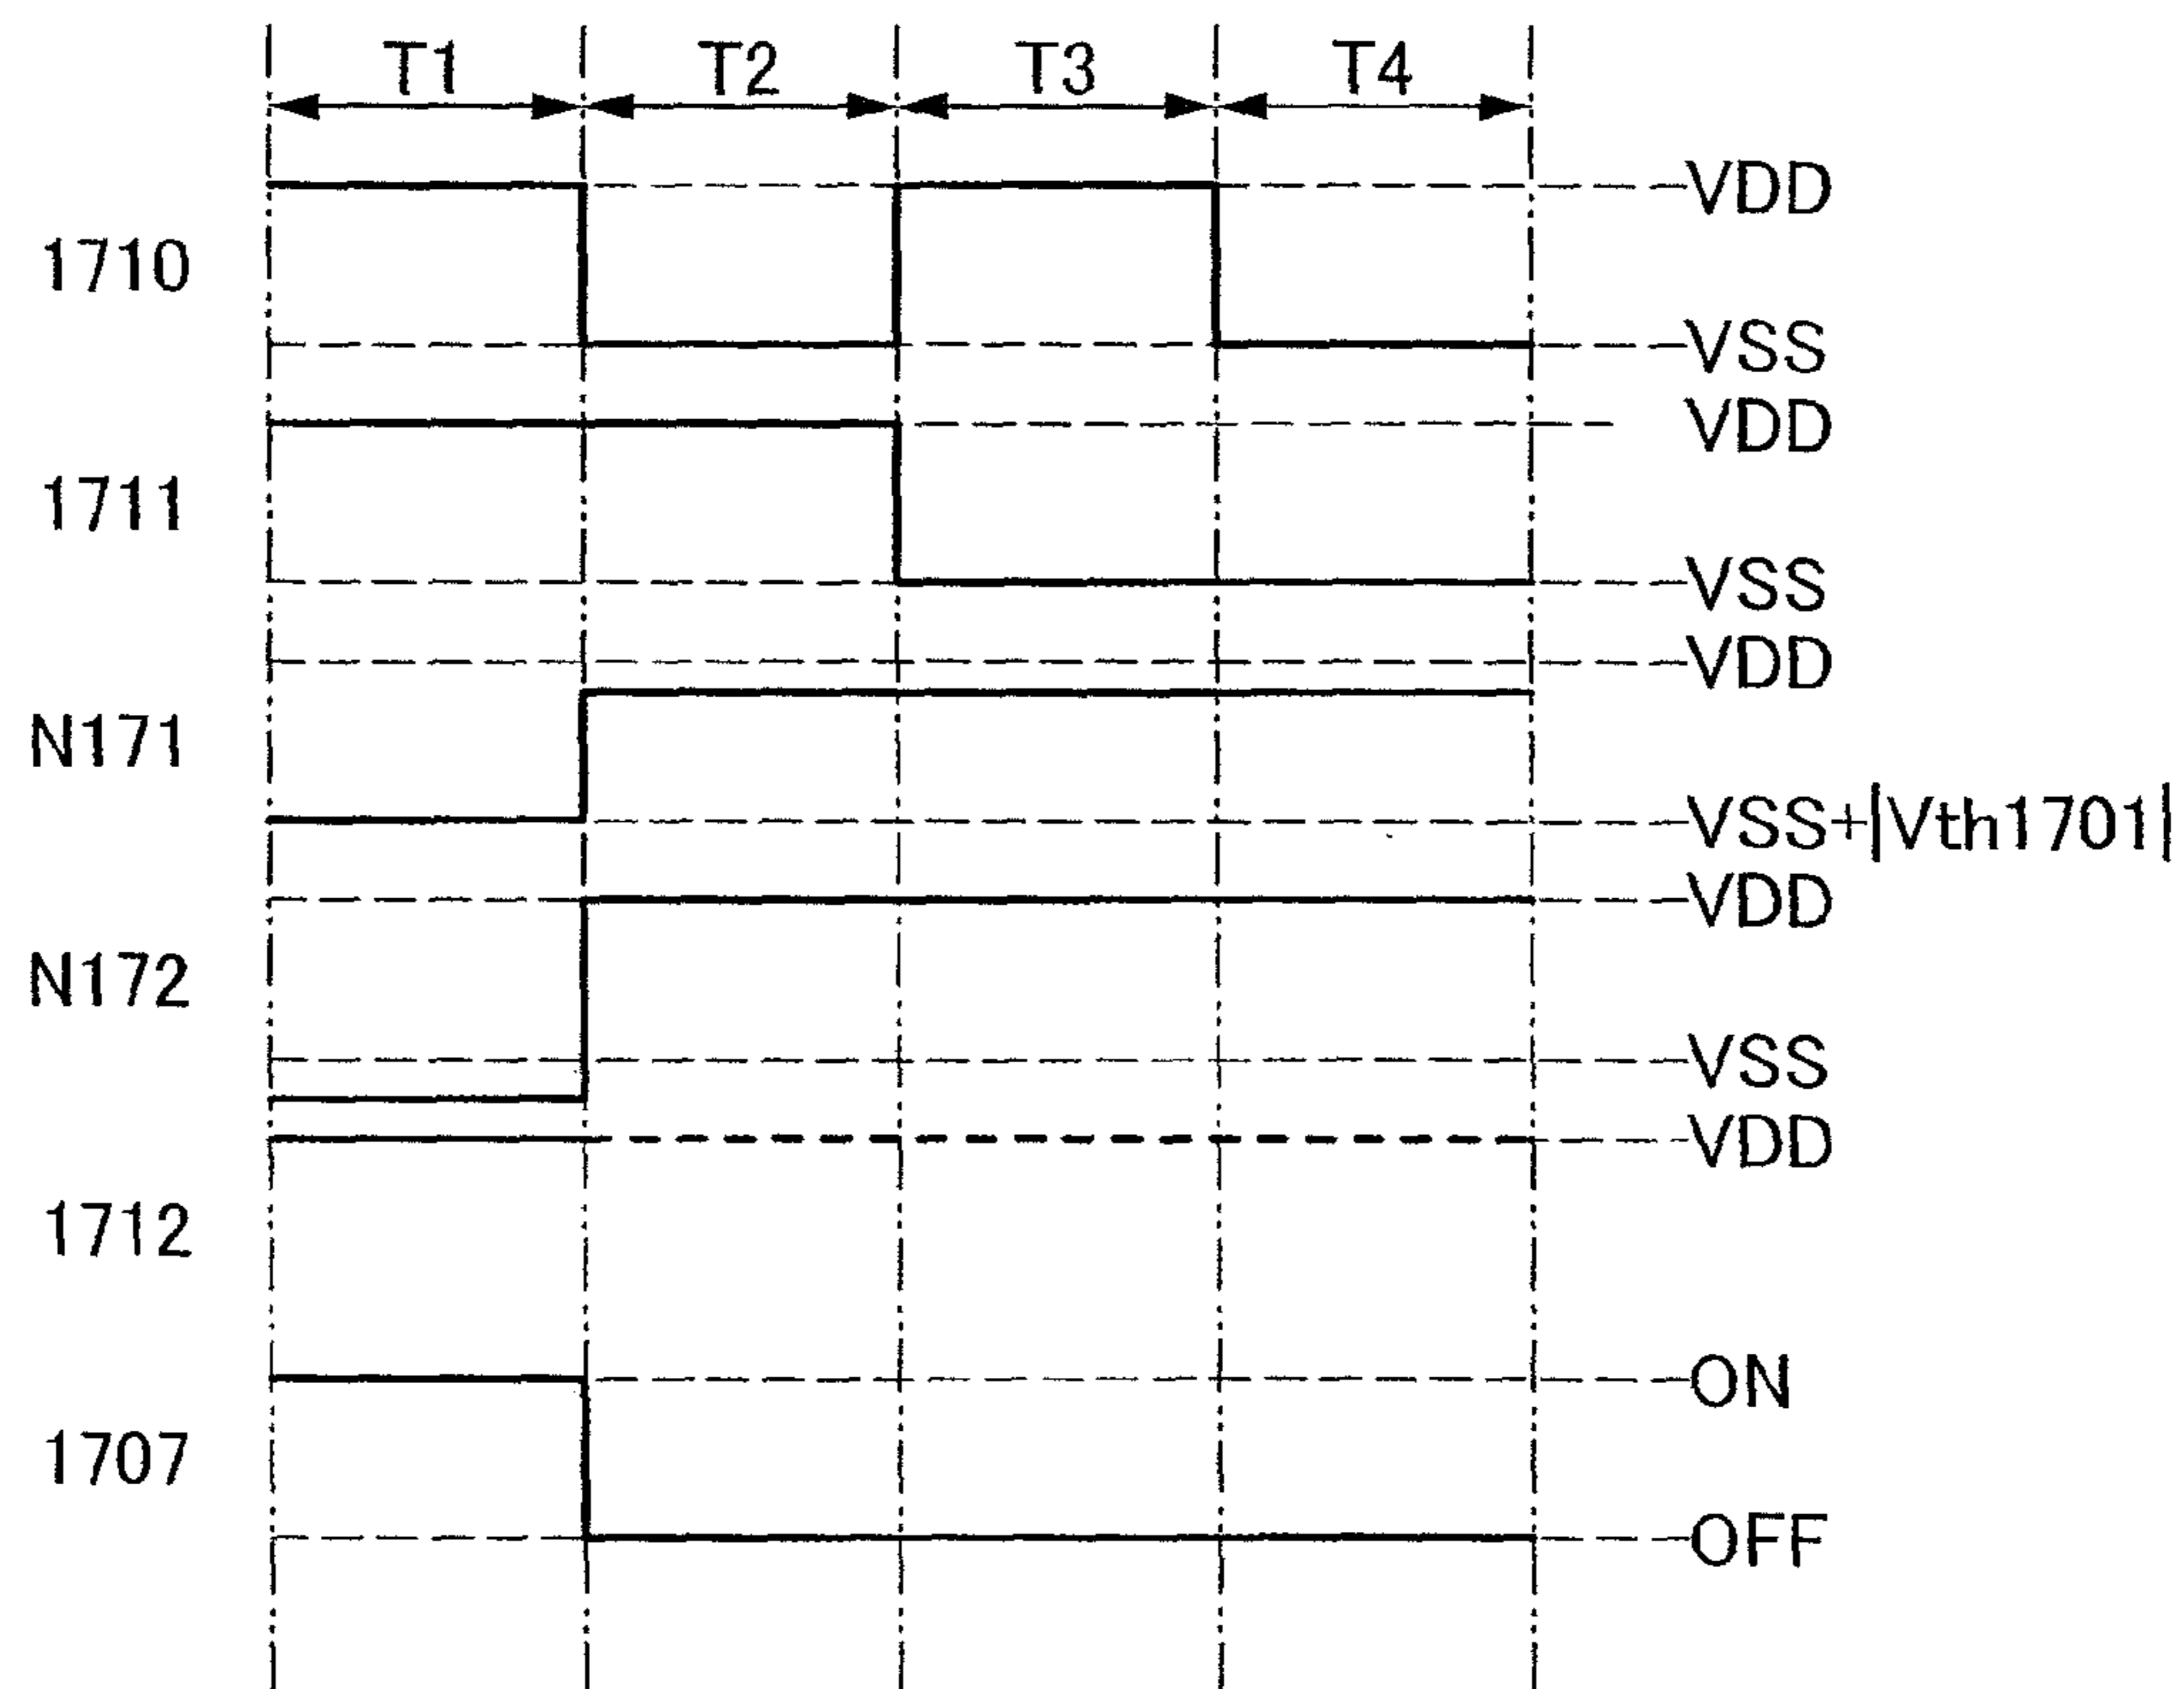 T1 T2 T3 T4
VDD
1710
VSS
VDD
1711
VSS
VDD
N171
VSS+|Vth1701|
VDD
N172
VSS
VDD
1712
ON
1707
OFF